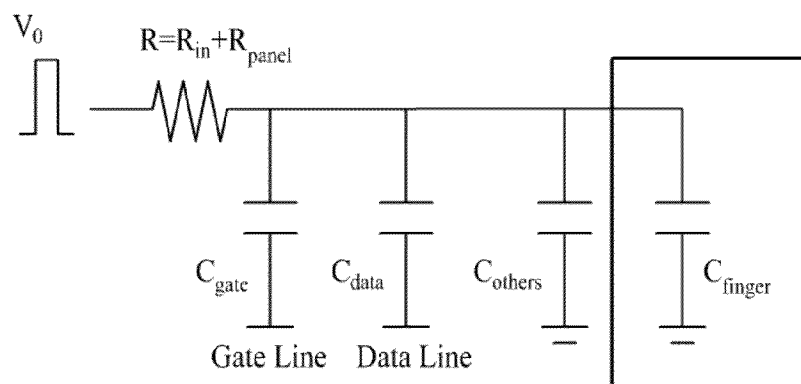 V0
R=Rin+Rpanel
Cgate
Cdata
Cothers
Cfinger
Gate Line
Data Line